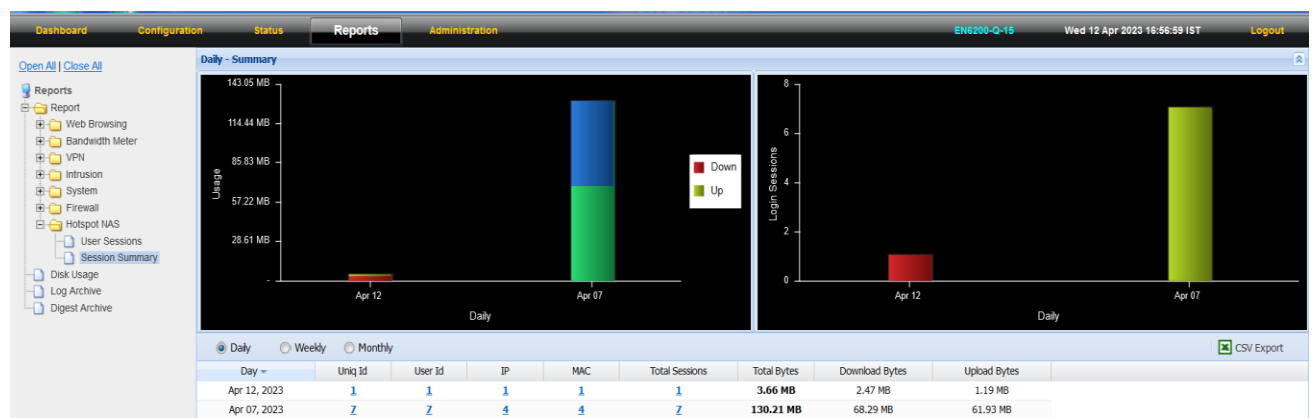 Dashboard Configuration Status Reports Administration EN6200-Q-15 Wed 12 Apr 2023 16:56:59 IST Logout
Open All | Close All
Reports
Report
Web Browsing
Bandwidth Meter
VPN
Intrusion
System
Firewall
Hotspot NAS
User Sessions
Session Summary
Disk Usage
Log Archive
Digest Archive
Daily - Summary
143.05 MB
114.44 MB
85.83 MB
57.22 MB
28.61 MB
-
Usage
Apr 12 Apr 07
Daily
Down
Up
8
6
4
2
0
Login Sessions
Apr 12 Apr 07
Daily
Daily Weekly Monthly CSV Export
Day Uniq Id User Id IP MAC Total Sessions Total Bytes Download Bytes Upload Bytes
Apr 12, 2023 1 1 1 1 1 3.66 MB 2.47 MB 1.19 MB
Apr 07, 2023 7 7 4 4 7 130.21 MB 68.29 MB 61.93 MB